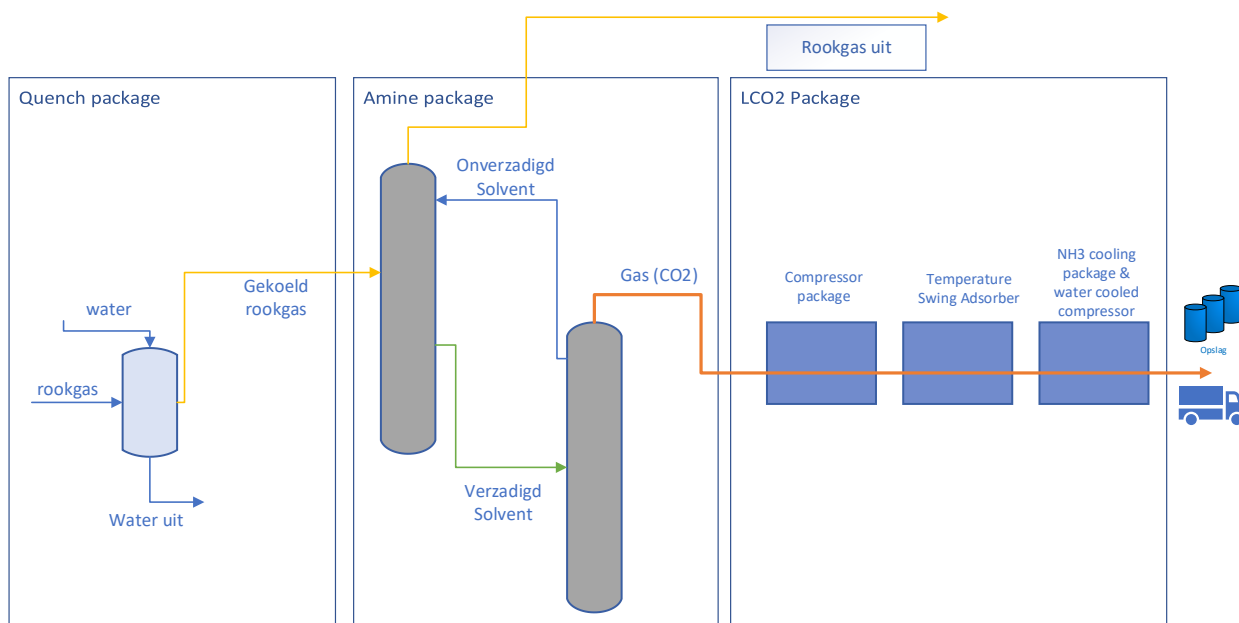 Rookgas uit
Quench package
Amine package
LCO2 Package
Onverzadigd
Solvent
Gekoeld
rookgas
Gas (CO2)
Compressor
package
Temperature
Swing Adsorber
NH3 cooling
package &
water cooled
compressor
water
rookgas
Opslag
Verzadigd
Solvent
Water uit